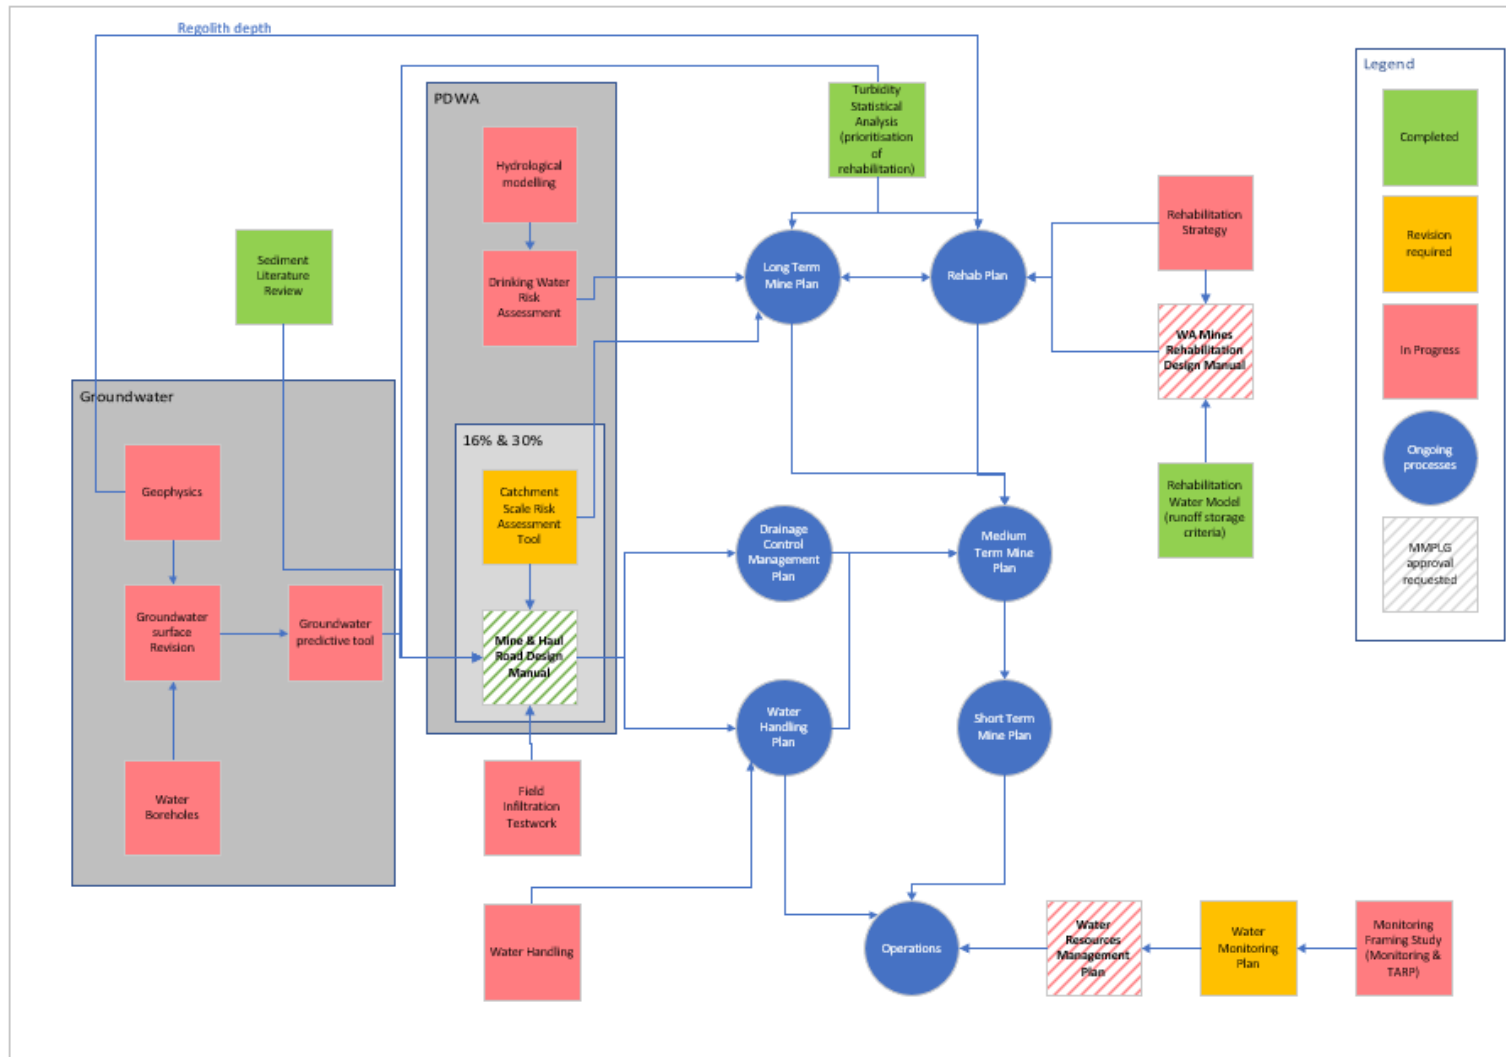 Regolith depth
Legend
PDWA
Turbidity
Statistical
Analysis
(prioritisation
of
rehabilitation)
Completed
Hydrological
modelling
Rehabilitation
Strategy
Revision
required
Sediment
Literature
Review
Drinking Water
Risk
Assessment
Long Term
Mine Plan
Rehab Plan
WA Mines
Rehabilitation
Design Manual
In Progress
Groundwater
16% & 30%
Geophysics
Catchment
Scale Risk
Assessment
Tool
Ongoing
processes
Rehabilitation
Water Model
(runoff storage
criteria)
Drainage
Control
Management
Plan
Medium
Term Mine
Plan
MMPLG
approval
requested
Groundwater
surface
Revision
Groundwater
predictive tool
Mine & Haul
Road Design
Manual
Water
Handling
Plan
Short Term
Mine Plan
Water
Boreholes
Field
Infiltration
Testwork
Water Handling
Operations
Water
Resources
Management
Plan
Water
Monitoring
Plan
Monitoring
Framing Study
(Monitoring &
TARP)